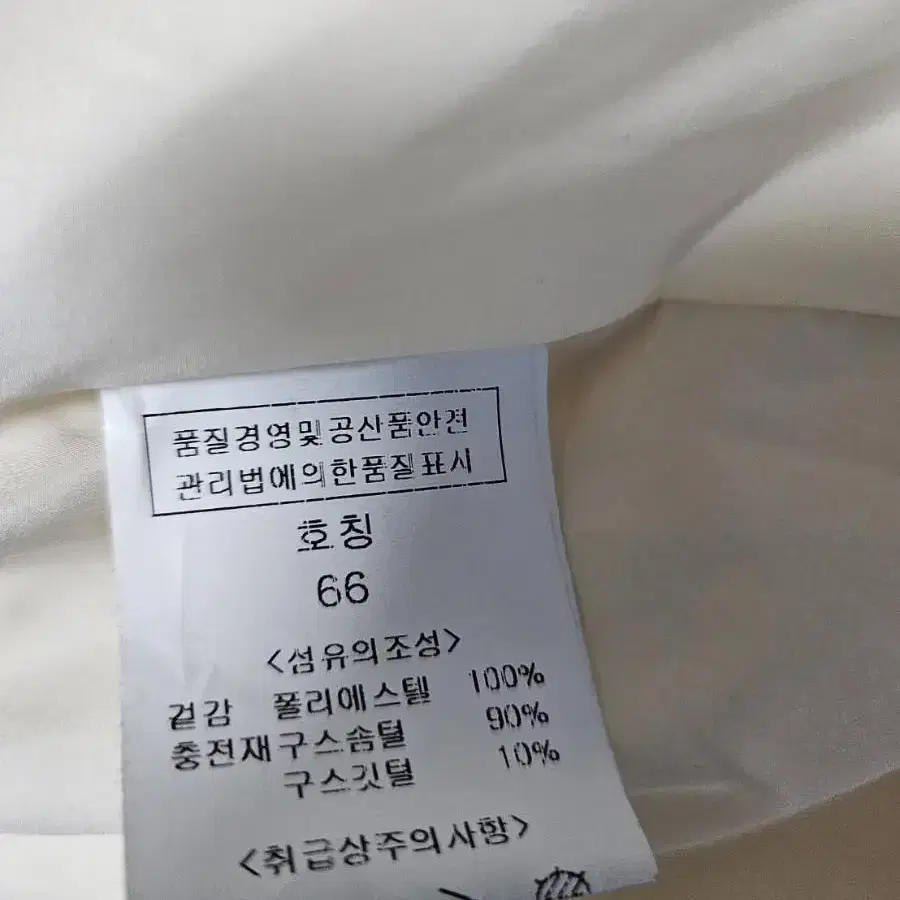 품질경영및공산품안전
관리법에의한품질표시
호칭
66
<섬유의조성>
겉감 폴리에스텔 100%
충전재구스솜털 90%
구스깃털 10%
<취급상주의사항>